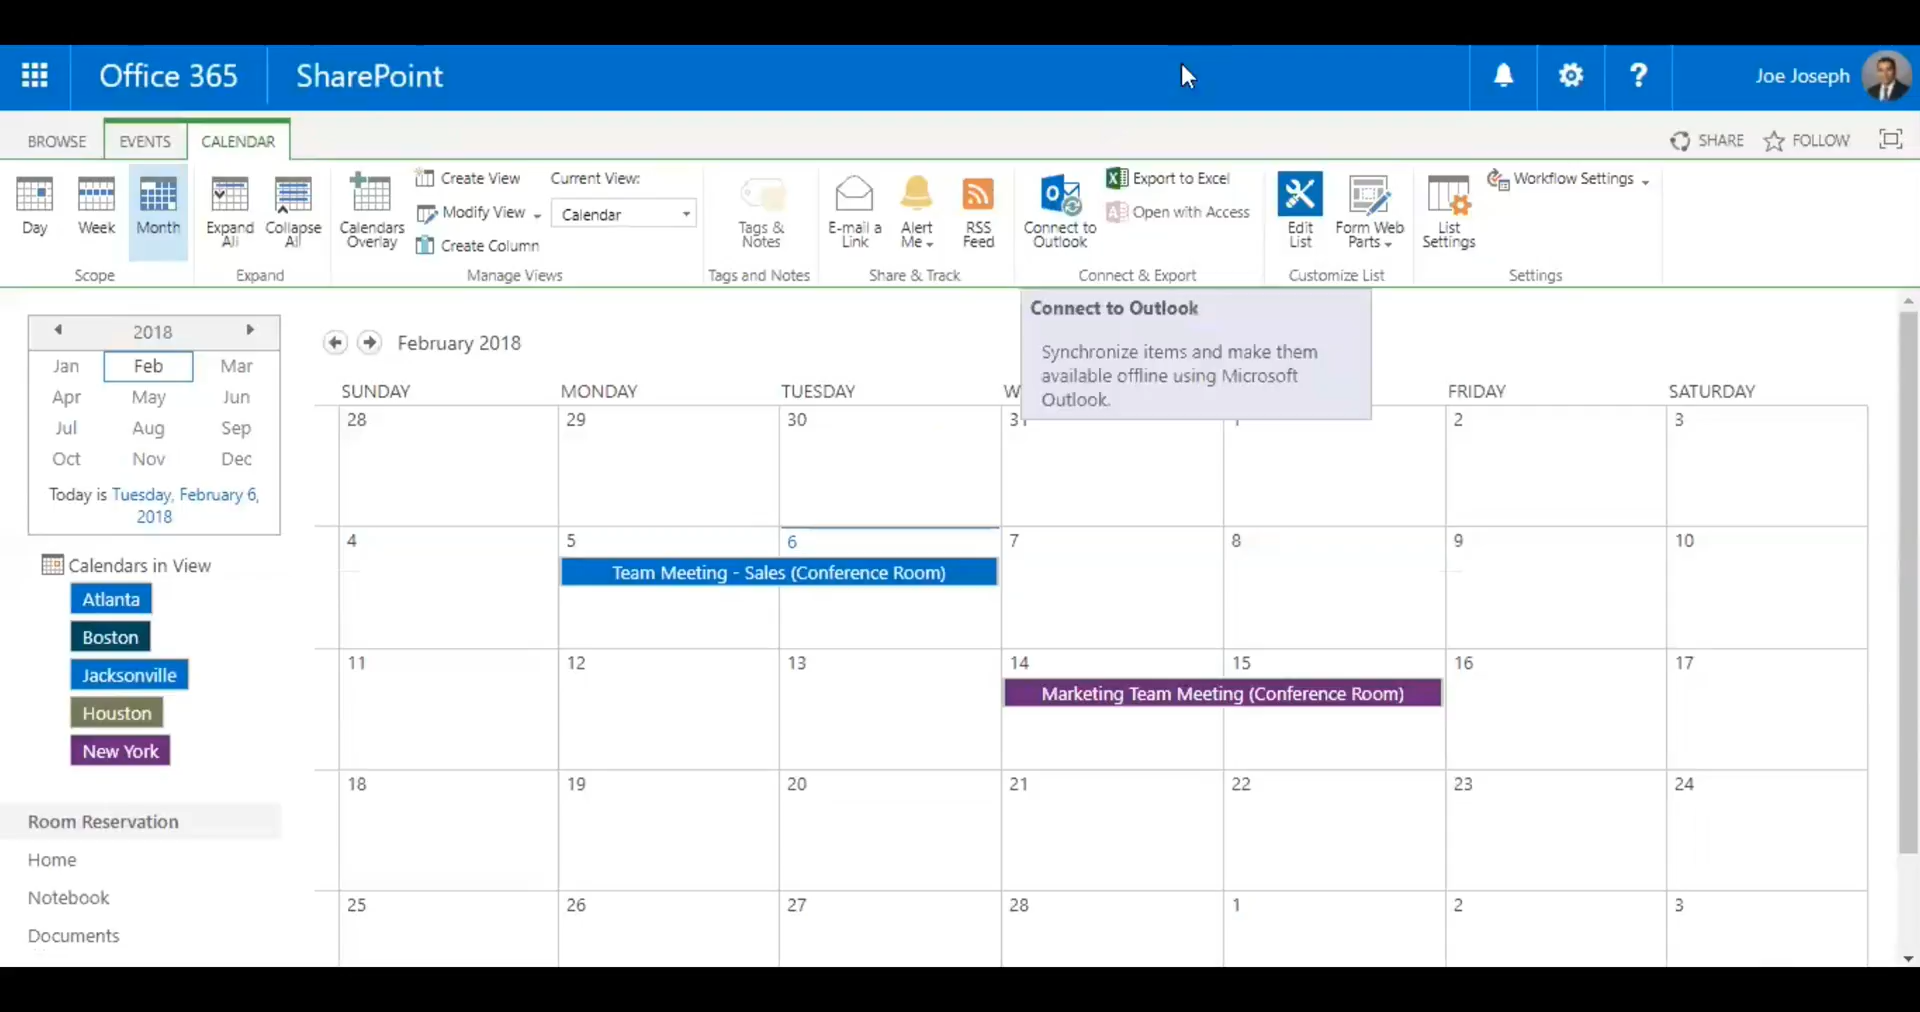 Office 365
SharePoint
?
Joe Joseph
BROWSE
EVENTS
CALENDAR
SHARE
FOLLOW
Day
Week
Month
Scope
Expand All
Collapse All
Expand
Calendars Overlay
Create View
Modify View
Create Column
Current View:
Calendar
Manage Views
Tags & Notes
Tags and Notes
E-mail a Link
Alert Me
RSS Feed
Share & Track
Connect to Outlook
Export to Excel
Open with Access
Connect & Export
Edit List
Form Web Parts
Customize List
List Settings
Workflow Settings
Settings
Connect to Outlook
Synchronize items and make them
available offline using Microsoft
Outlook.
2018
Jan Feb Mar
Apr May Jun
Jul Aug Sep
Oct Nov Dec
Today is Tuesday, February 6,
2018
Calendars in View
Atlanta
Boston
Jacksonville
Houston
New York
Room Reservation
Home
Notebook
Documents
February 2018
SUNDAY MONDAY TUESDAY W FRIDAY SATURDAY
28 29 30 31 1 2 3
4 5 6 7 8 9 10
Team Meeting - Sales (Conference Room)
11 12 13 14 15 16 17
Marketing Team Meeting (Conference Room)
18 19 20 21 22 23 24
25 26 27 28 1 2 3